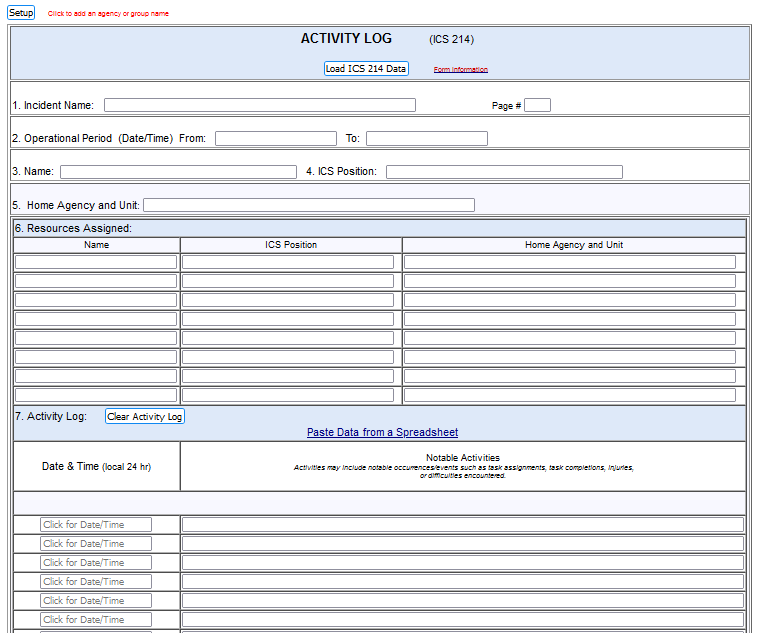 Setup Click to add an agency or group name
ACTIVITY LOG (ICS 214)
Load ICS 214 Data Form Information
1. Incident Name: Page #
2. Operational Period (Date/Time) From: To:
3. Name: 4. ICS Position:
5. Home Agency and Unit:
6. Resources Assigned:
Name ICS Position Home Agency and Unit
7. Activity Log: Clear Activity Log
Paste Data from a Spreadsheet
Date & Time (local 24 hr) Notable Activities
Activities may include notable occurrences/events such as task assignments, task completions, injuries,
or difficulties encountered.
Click for Date/Time
Click for Date/Time
Click for Date/Time
Click for Date/Time
Click for Date/Time
Click for Date/Time